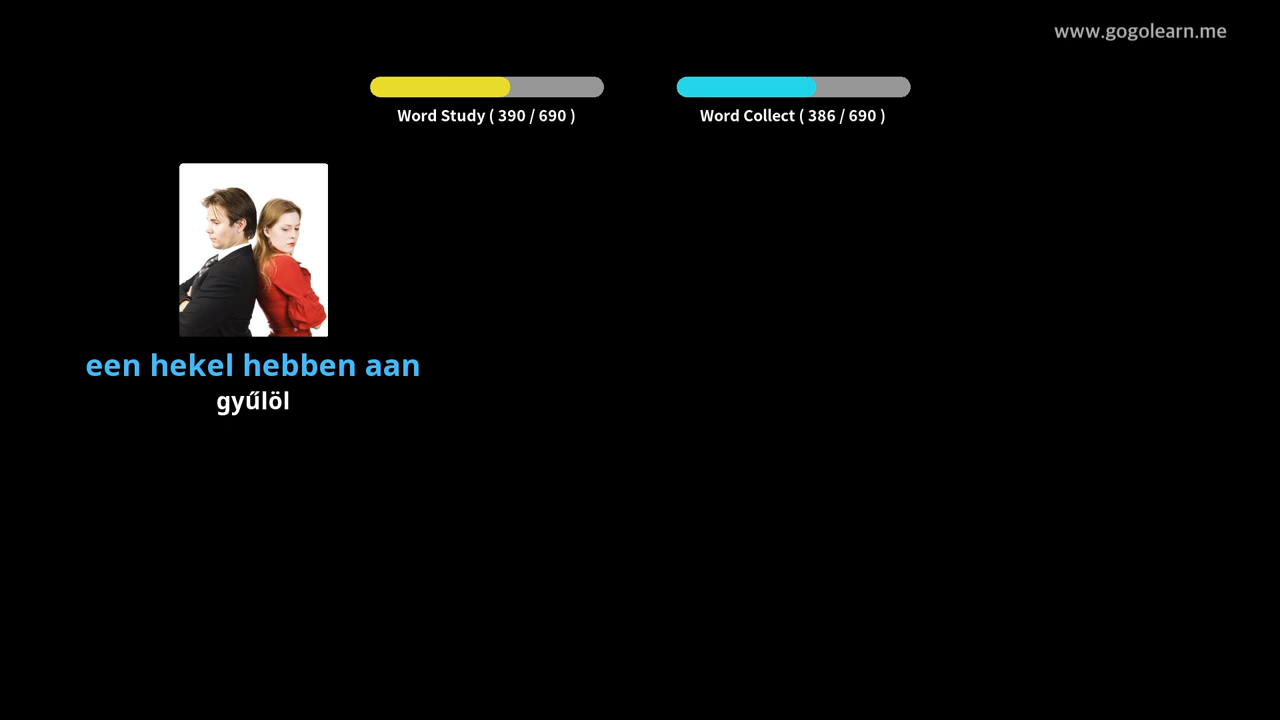 www.gogolearn.me
Word Study ( 390 / 690 )
Word Collect ( 386 / 690 )
een hekel hebben aan
gyűlöl